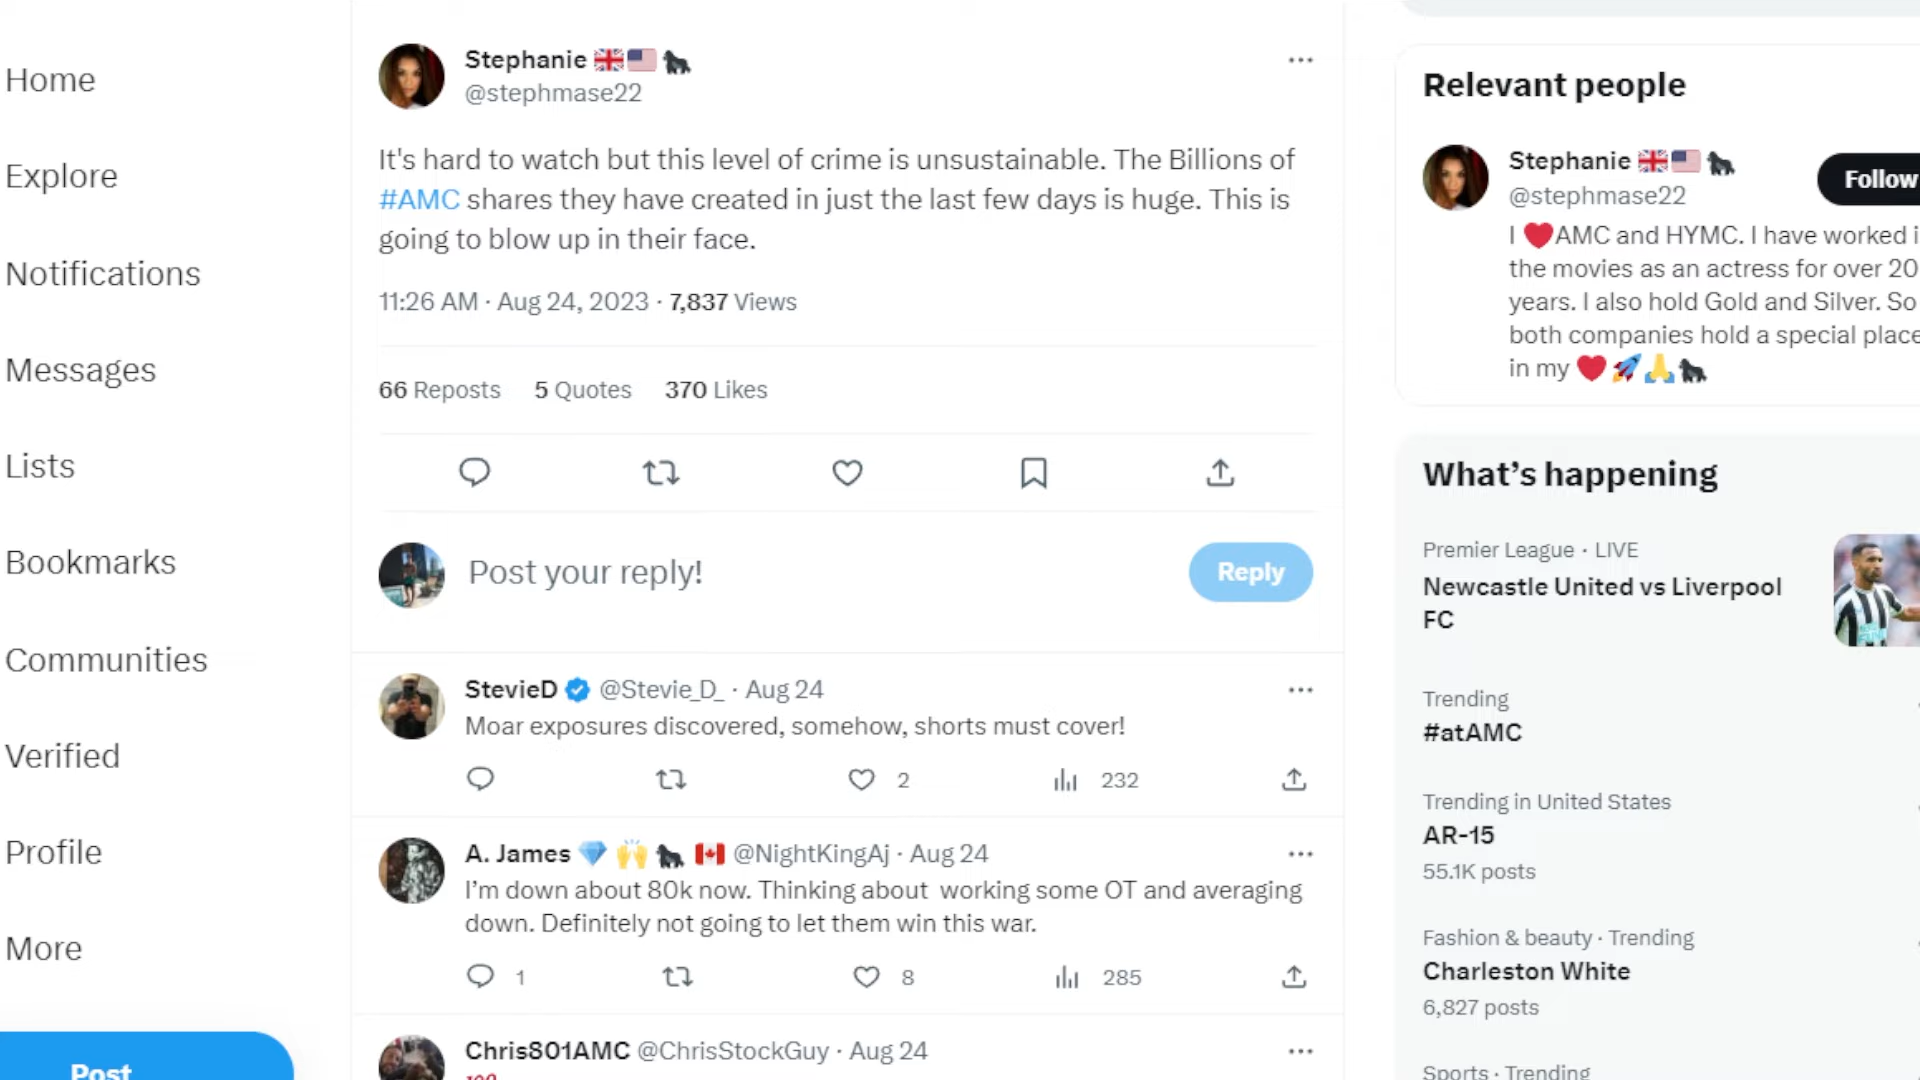 Home
Explore
Notifications
Messages
Lists
Bookmarks
Communities
Verified
Profile
More
Post
Stephanie 🇬🇧🇺🇸🦍
@stephmase22
It's hard to watch but this level of crime is unsustainable. The Billions of
#AMC shares they have created in just the last few days is huge. This is
going to blow up in their face.
11:26 AM · Aug 24, 2023 · 7,837 Views
66 Reposts 5 Quotes 370 Likes
Post your reply!
Reply
StevieD @Stevie_D_ · Aug 24
Moar exposures discovered, somehow, shorts must cover!
2 232
A. James 💎 🙌 🦍 🇨🇦 @NightKingAj · Aug 24
I’m down about 80k now. Thinking about working some OT and averaging
down. Definitely not going to let them win this war.
1 8 285
Chris801AMC @ChrisStockGuy · Aug 24
Relevant people
Stephanie 🇬🇧🇺🇸🦍
@stephmase22
Follow
I ❤️AMC and HYMC. I have worked i
the movies as an actress for over 20
years. I also hold Gold and Silver. So
both companies hold a special place
in my ❤️🚀🙏🦍
What’s happening
Premier League · LIVE
Newcastle United vs Liverpool
FC
Trending
#atAMC
Trending in United States
AR-15
55.1K posts
Fashion & beauty · Trending
Charleston White
6,827 posts
Sports · Trending